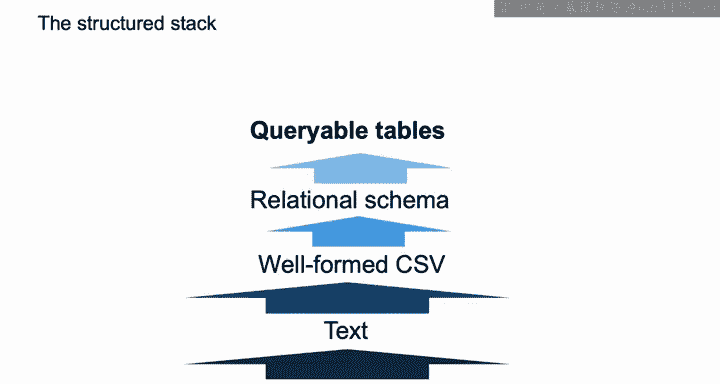 The structured stack
Queryable tables
Relational schema
Well-formed CSV
Text